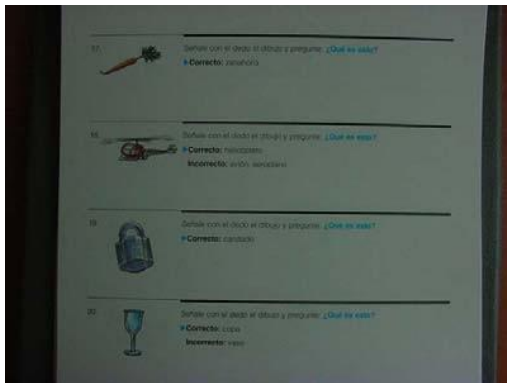 17. Señale con el dedo el dibujo y pregunte: ¿Qué es esto?
Correcto: zanahoria
18. Señale con el dedo el dibujo y pregunte: ¿Qué es esto?
Correcto: helicóptero
Incorrecto: avión, aeroplano
19. Señale con el dedo el dibujo y pregunte: ¿Qué es esto?
Correcto: candado
20. Señale con el dedo el dibujo y pregunte: ¿Qué es esto?
Correcto: copa
Incorrecto: vaso